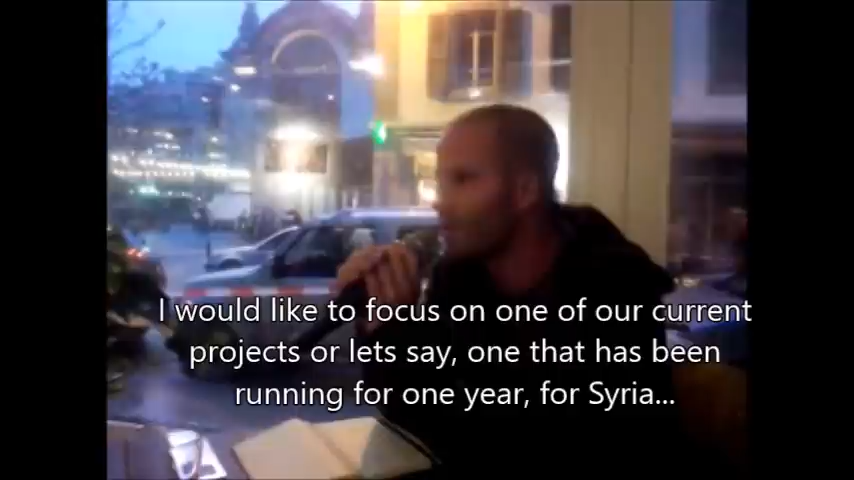 I would like to focus on one of our current
projects or lets say, one that has been
running for one year, for Syria...